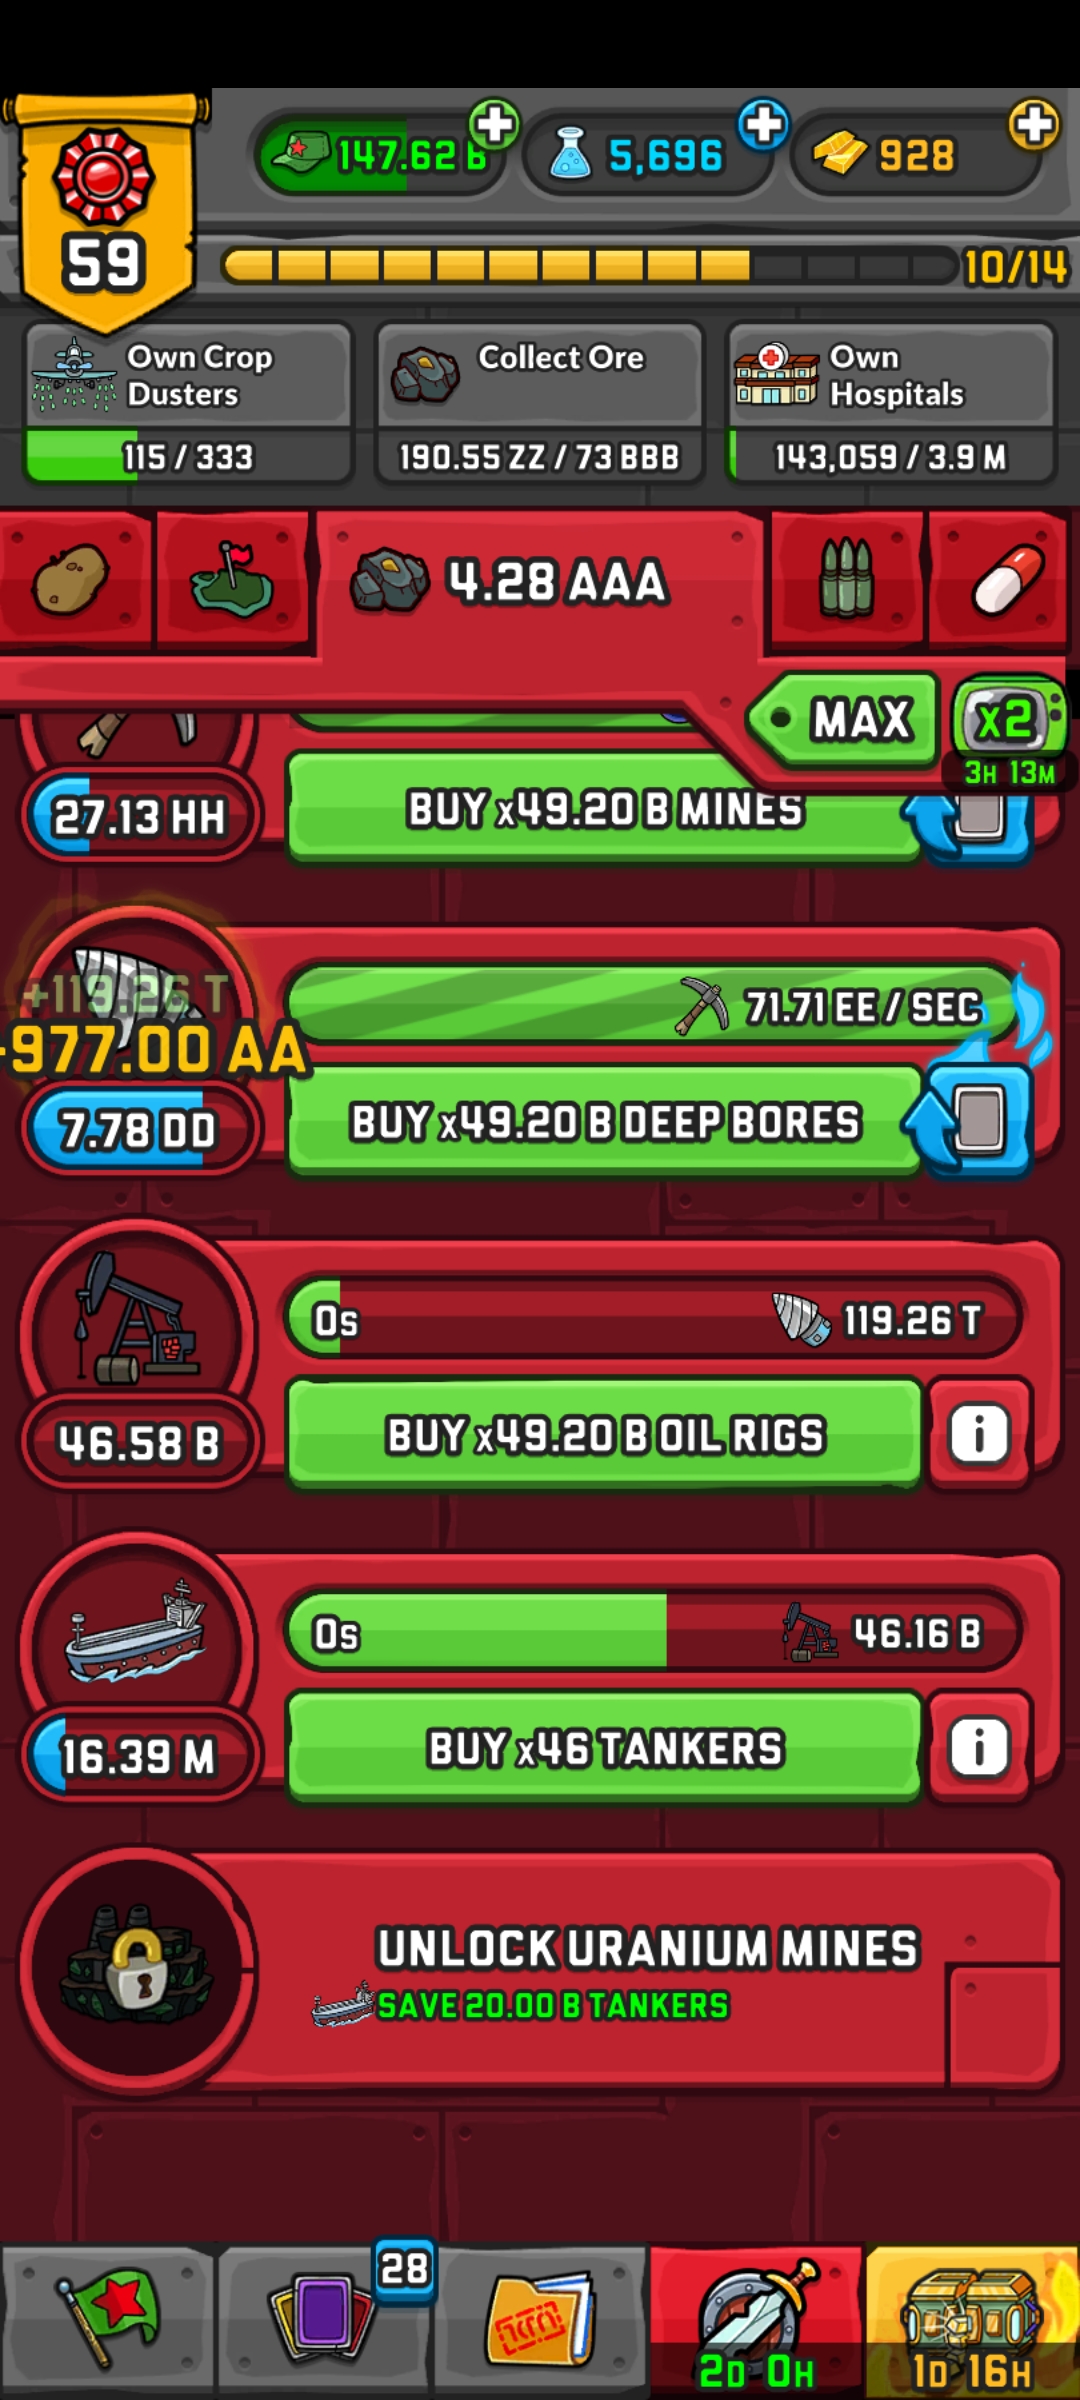 147.62 B
5,696
928
59
10/14
Own Crop
Dusters
115 / 333
Collect Ore
190.55 ZZ / 73 BBB
Own
Hospitals
143,059 / 3.9 M
4.28 AAA
MAX
x2
3H 13M
27.13 HH
BUY x49.20 B MINES
+119.26 T
977.00 AA
71.71 EE / SEC
7.78 DD
BUY x49.20 B DEEP BORES
0s
119.26 T
46.58 B
BUY x49.20 B OIL RIGS
i
0s
46.16 B
16.39 M
BUY x46 TANKERS
i
UNLOCK URANIUM MINES
SAVE 20.00 B TANKERS
28
2D 0H
1D 16H